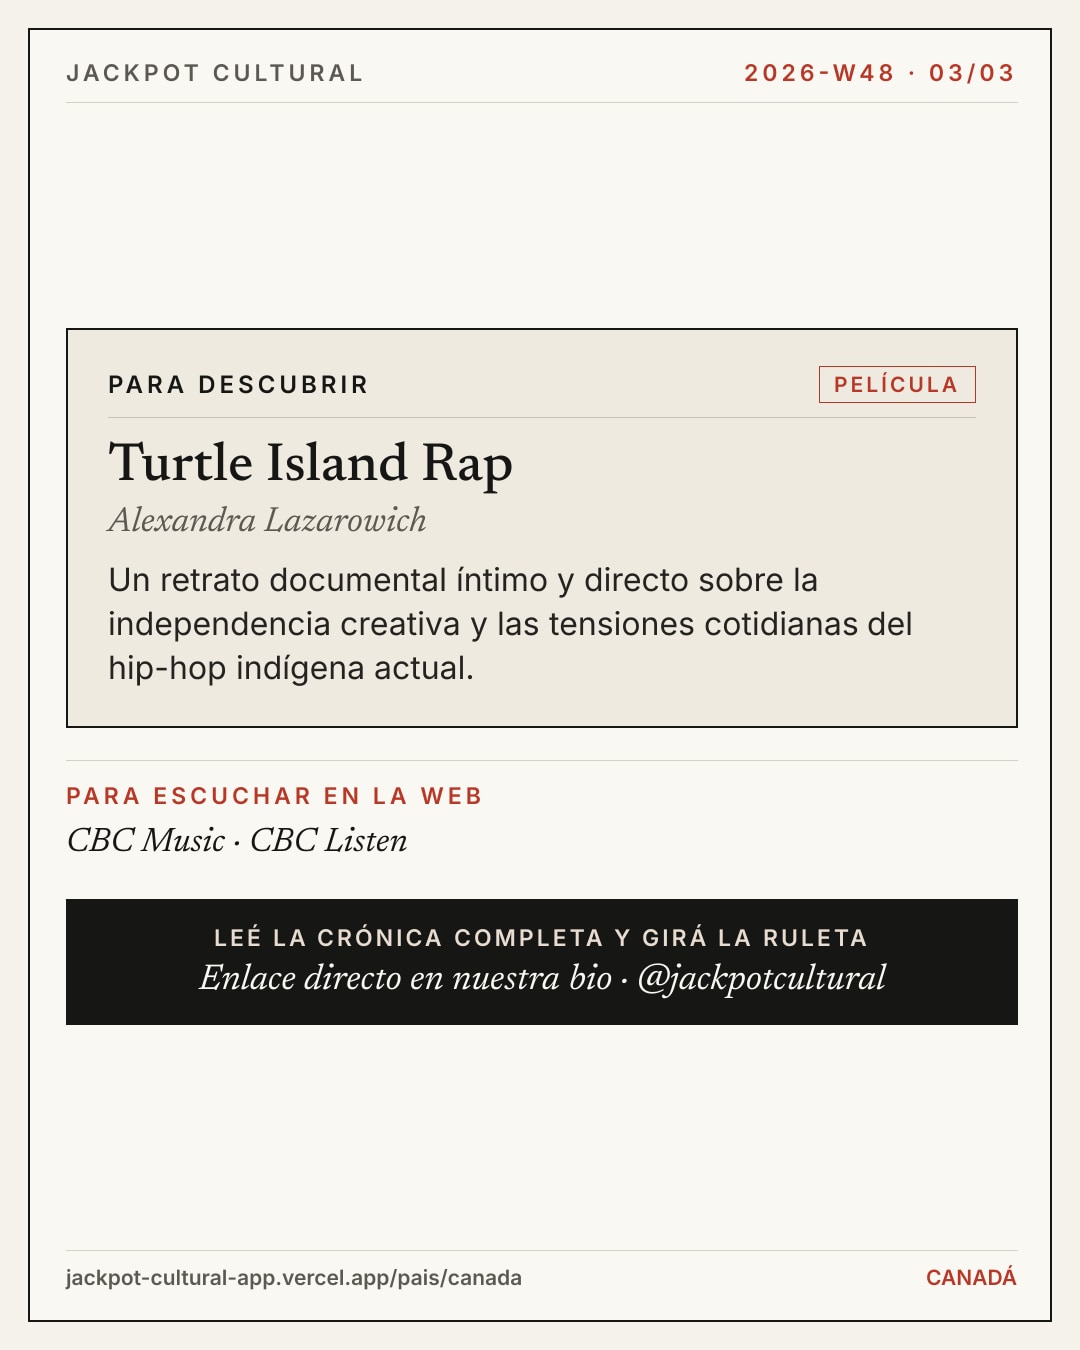 JACKPOT CULTURAL
2026-W48 · 03/03
PARA DESCUBRIR
PELÍCULA
Turtle Island Rap
Alexandra Lazarowich
Un retrato documental íntimo y directo sobre la
independencia creativa y las tensiones cotidianas del
hip-hop indígena actual.
PARA ESCUCHAR EN LA WEB
CBC Music · CBC Listen
LEÉ LA CRÓNICA COMPLETA Y GIRÁ LA RULETA
Enlace directo en nuestra bio · @jackpotcultural
jackpot-cultural-app.vercel.app/pais/canada
CANADÁ